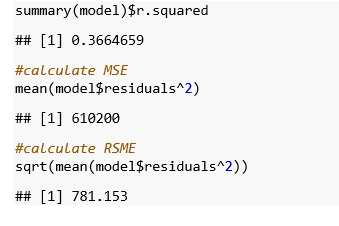 summary(model)$r.squared
## [1] 0.3664659
#calculate MSE
mean(model$residuals^2)
## [1] 610200
#calculate RSME
sqrt(mean(model$residuals^2))
## [1] 781.153